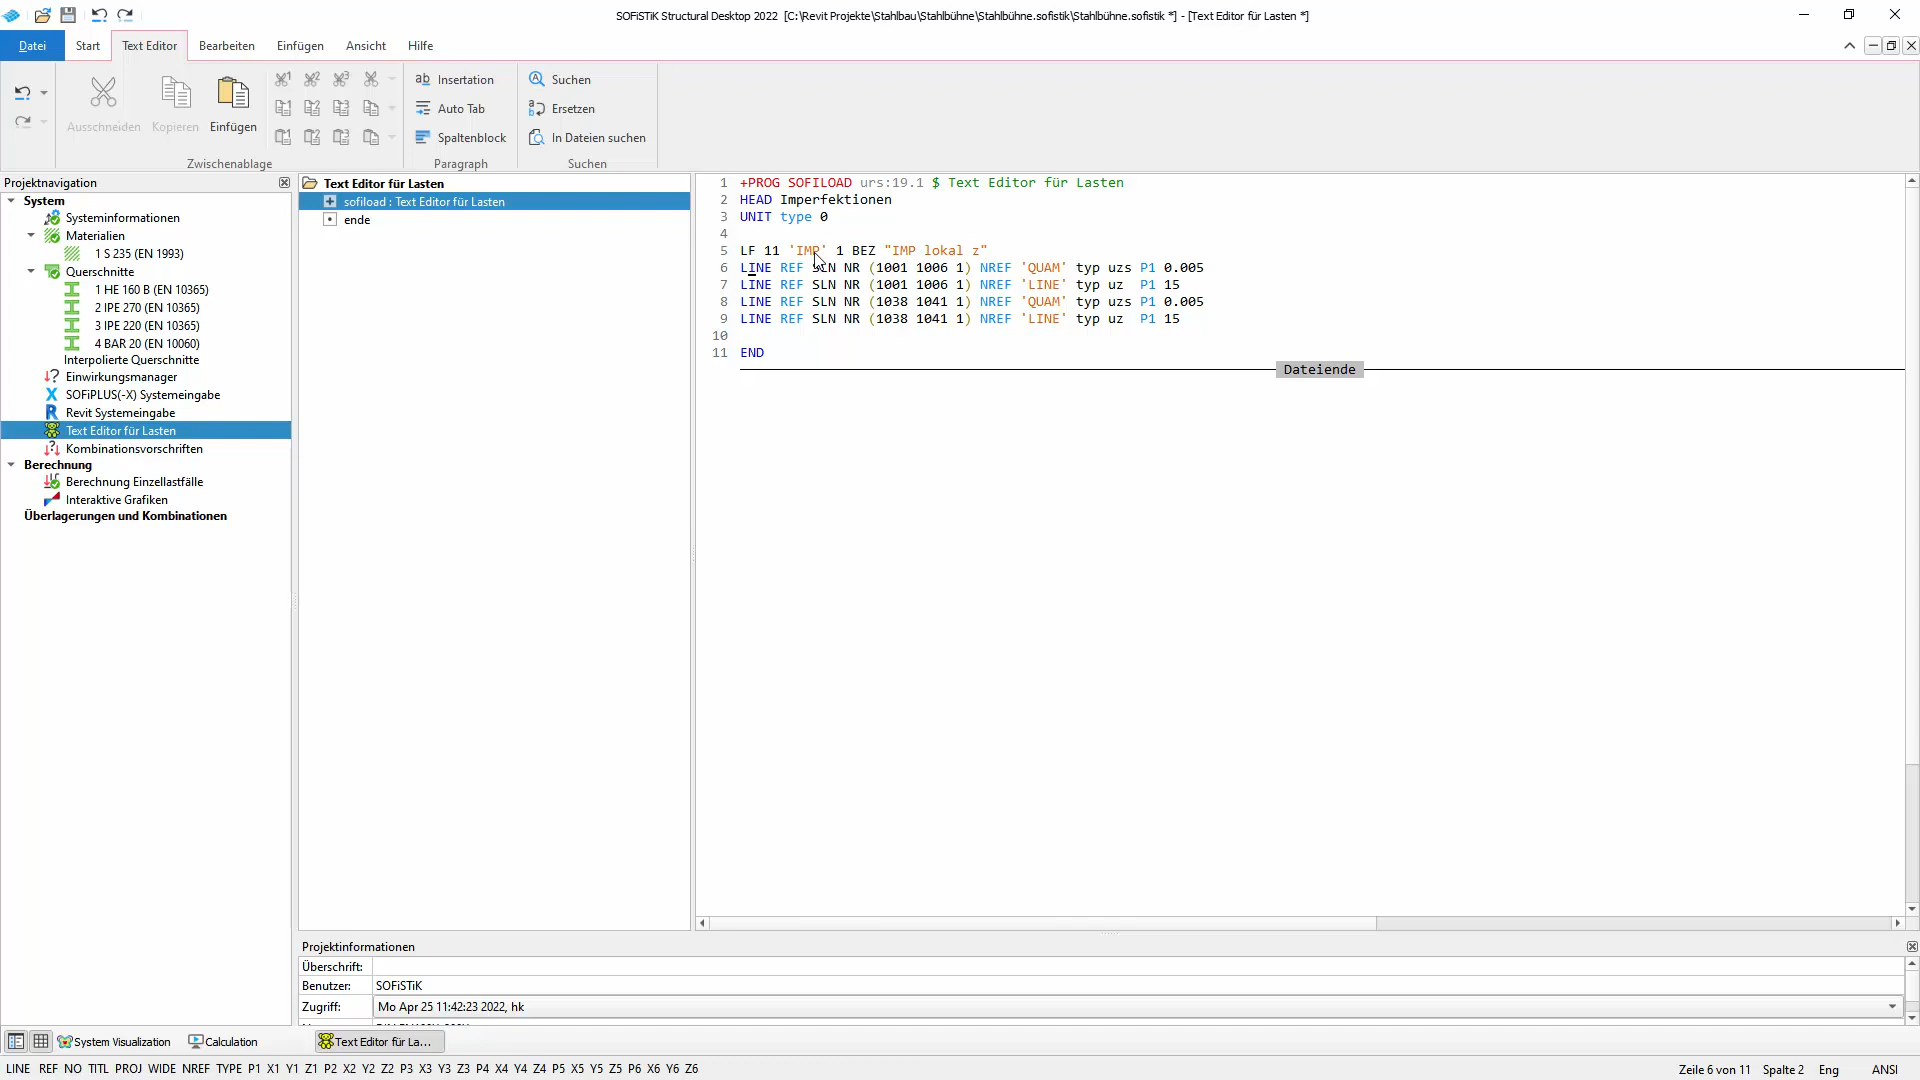 SOFiSTiK Structural Desktop 2022 [C:\Revit Projekte\Stahlbau\Stahlbühne\Stahlbühne.sofistik\Stahlbühne.sofistik *] - [Text Editor für Lasten *]
Datei Start Text Editor Bearbeiten Einfügen Ansicht Hilfe
Ausschneiden Kopieren Einfügen
Zwischenablage
Insertation
Auto Tab
Spaltenblock
Paragraph
Suchen
Ersetzen
In Dateien suchen
Suchen
Projektnavigation
System
Systeminformationen
Materialien
1 S 235 (EN 1993)
Querschnitte
1 HE 160 B (EN 10365)
2 IPE 270 (EN 10365)
3 IPE 220 (EN 10365)
4 BAR 20 (EN 10060)
Interpolierte Querschnitte
Einwirkungsmanager
SOFiPLUS(-X) Systemeingabe
Revit Systemeingabe
Text Editor für Lasten
Kombinationsvorschriften
Berechnung
Berechnung Einzellastfälle
Interaktive Grafiken
Überlagerungen und Kombinationen
Text Editor für Lasten
sofiload : Text Editor für Lasten
ende
1 +PROG SOFILOAD urs:19.1 $ Text Editor für Lasten
2 HEAD Imperfektionen
3 UNIT type 0
4
5 LF 11 'IMP' 1 BEZ "IMP lokal z"
6 LINE REF SLN NR (1001 1006 1) NREF 'QUAM' typ uzs P1 0.005
7 LINE REF SLN NR (1001 1006 1) NREF 'LINE' typ uz P1 15
8 LINE REF SLN NR (1038 1041 1) NREF 'QUAM' typ uzs P1 0.005
9 LINE REF SLN NR (1038 1041 1) NREF 'LINE' typ uz P1 15
10
11 END
Dateiende
Projektinformationen
Überschrift:
Benutzer: SOFiSTiK
Zugriff: Mo Apr 25 11:42:23 2022, hk
System Visualization Calculation Text Editor für La...
LINE REF NO TITL PROJ WIDE NREF TYPE P1 X1 Y1 Z1 P2 X2 Y2 Z2 P3 X3 Y3 Z3 P4 X4 Y4 Z4 P5 X5 Y5 Z5 P6 X6 Y6 Z6
Zeile 6 von 11 Spalte 2 Eng ANSI